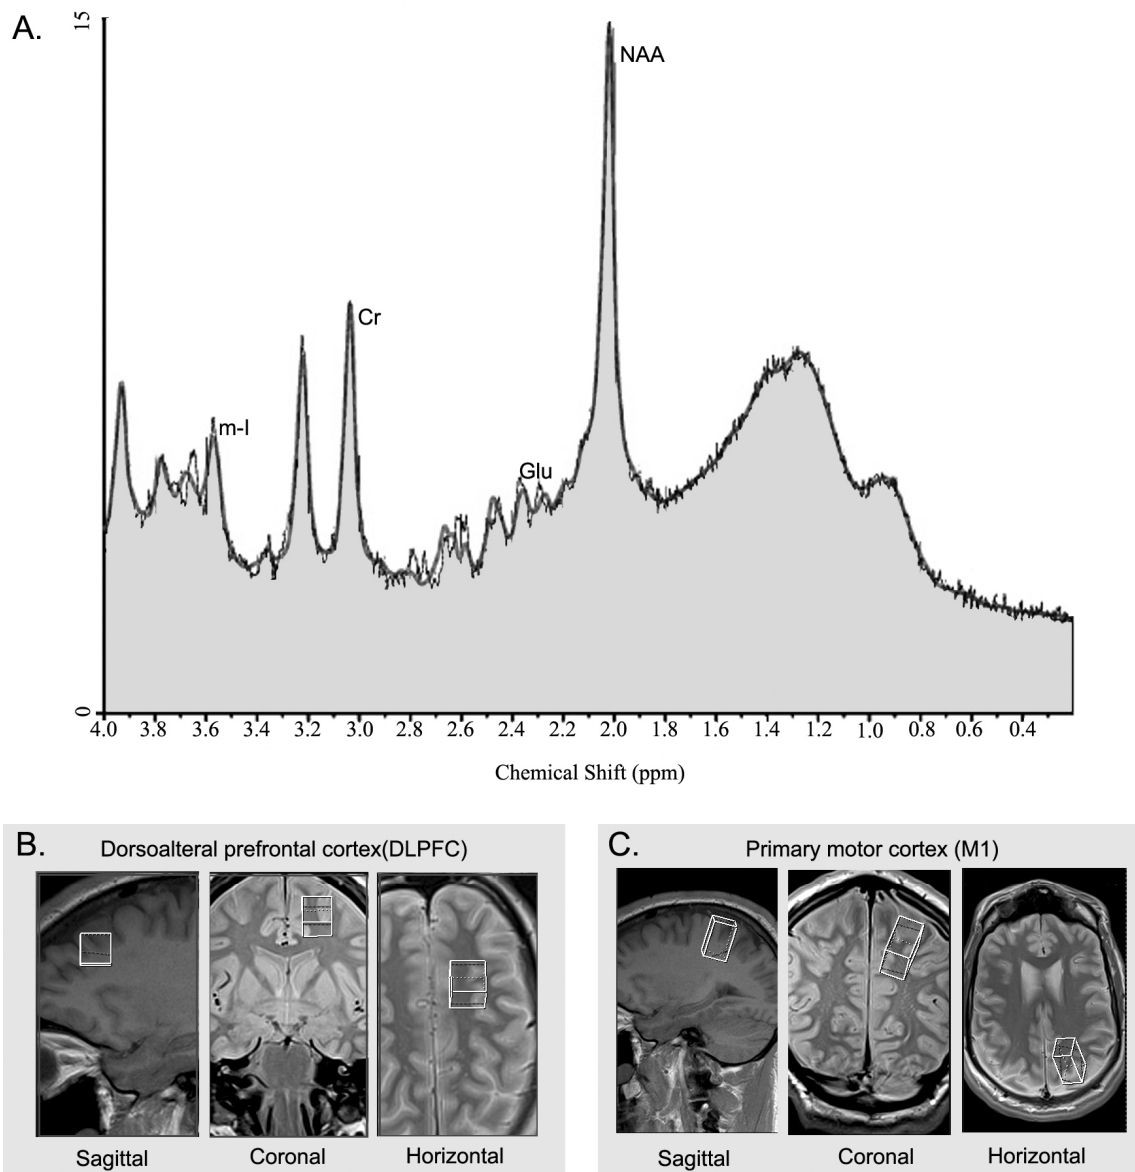 A.
15
NAA
Cr
m-I
Glu
0
4.0 3.8 3.6 3.4 3.2 3.0 2.8 2.6 2.4 2.2 2.0 1.8 1.6 1.4 1.2 1.0 0.8 0.6 0.4
Chemical Shift (ppm)
B.
Dorsoalteral prefrontal cortex(DLPFC)
Sagittal
Coronal
Horizontal
C.
Primary motor cortex (M1)
Sagittal
Coronal
Horizontal